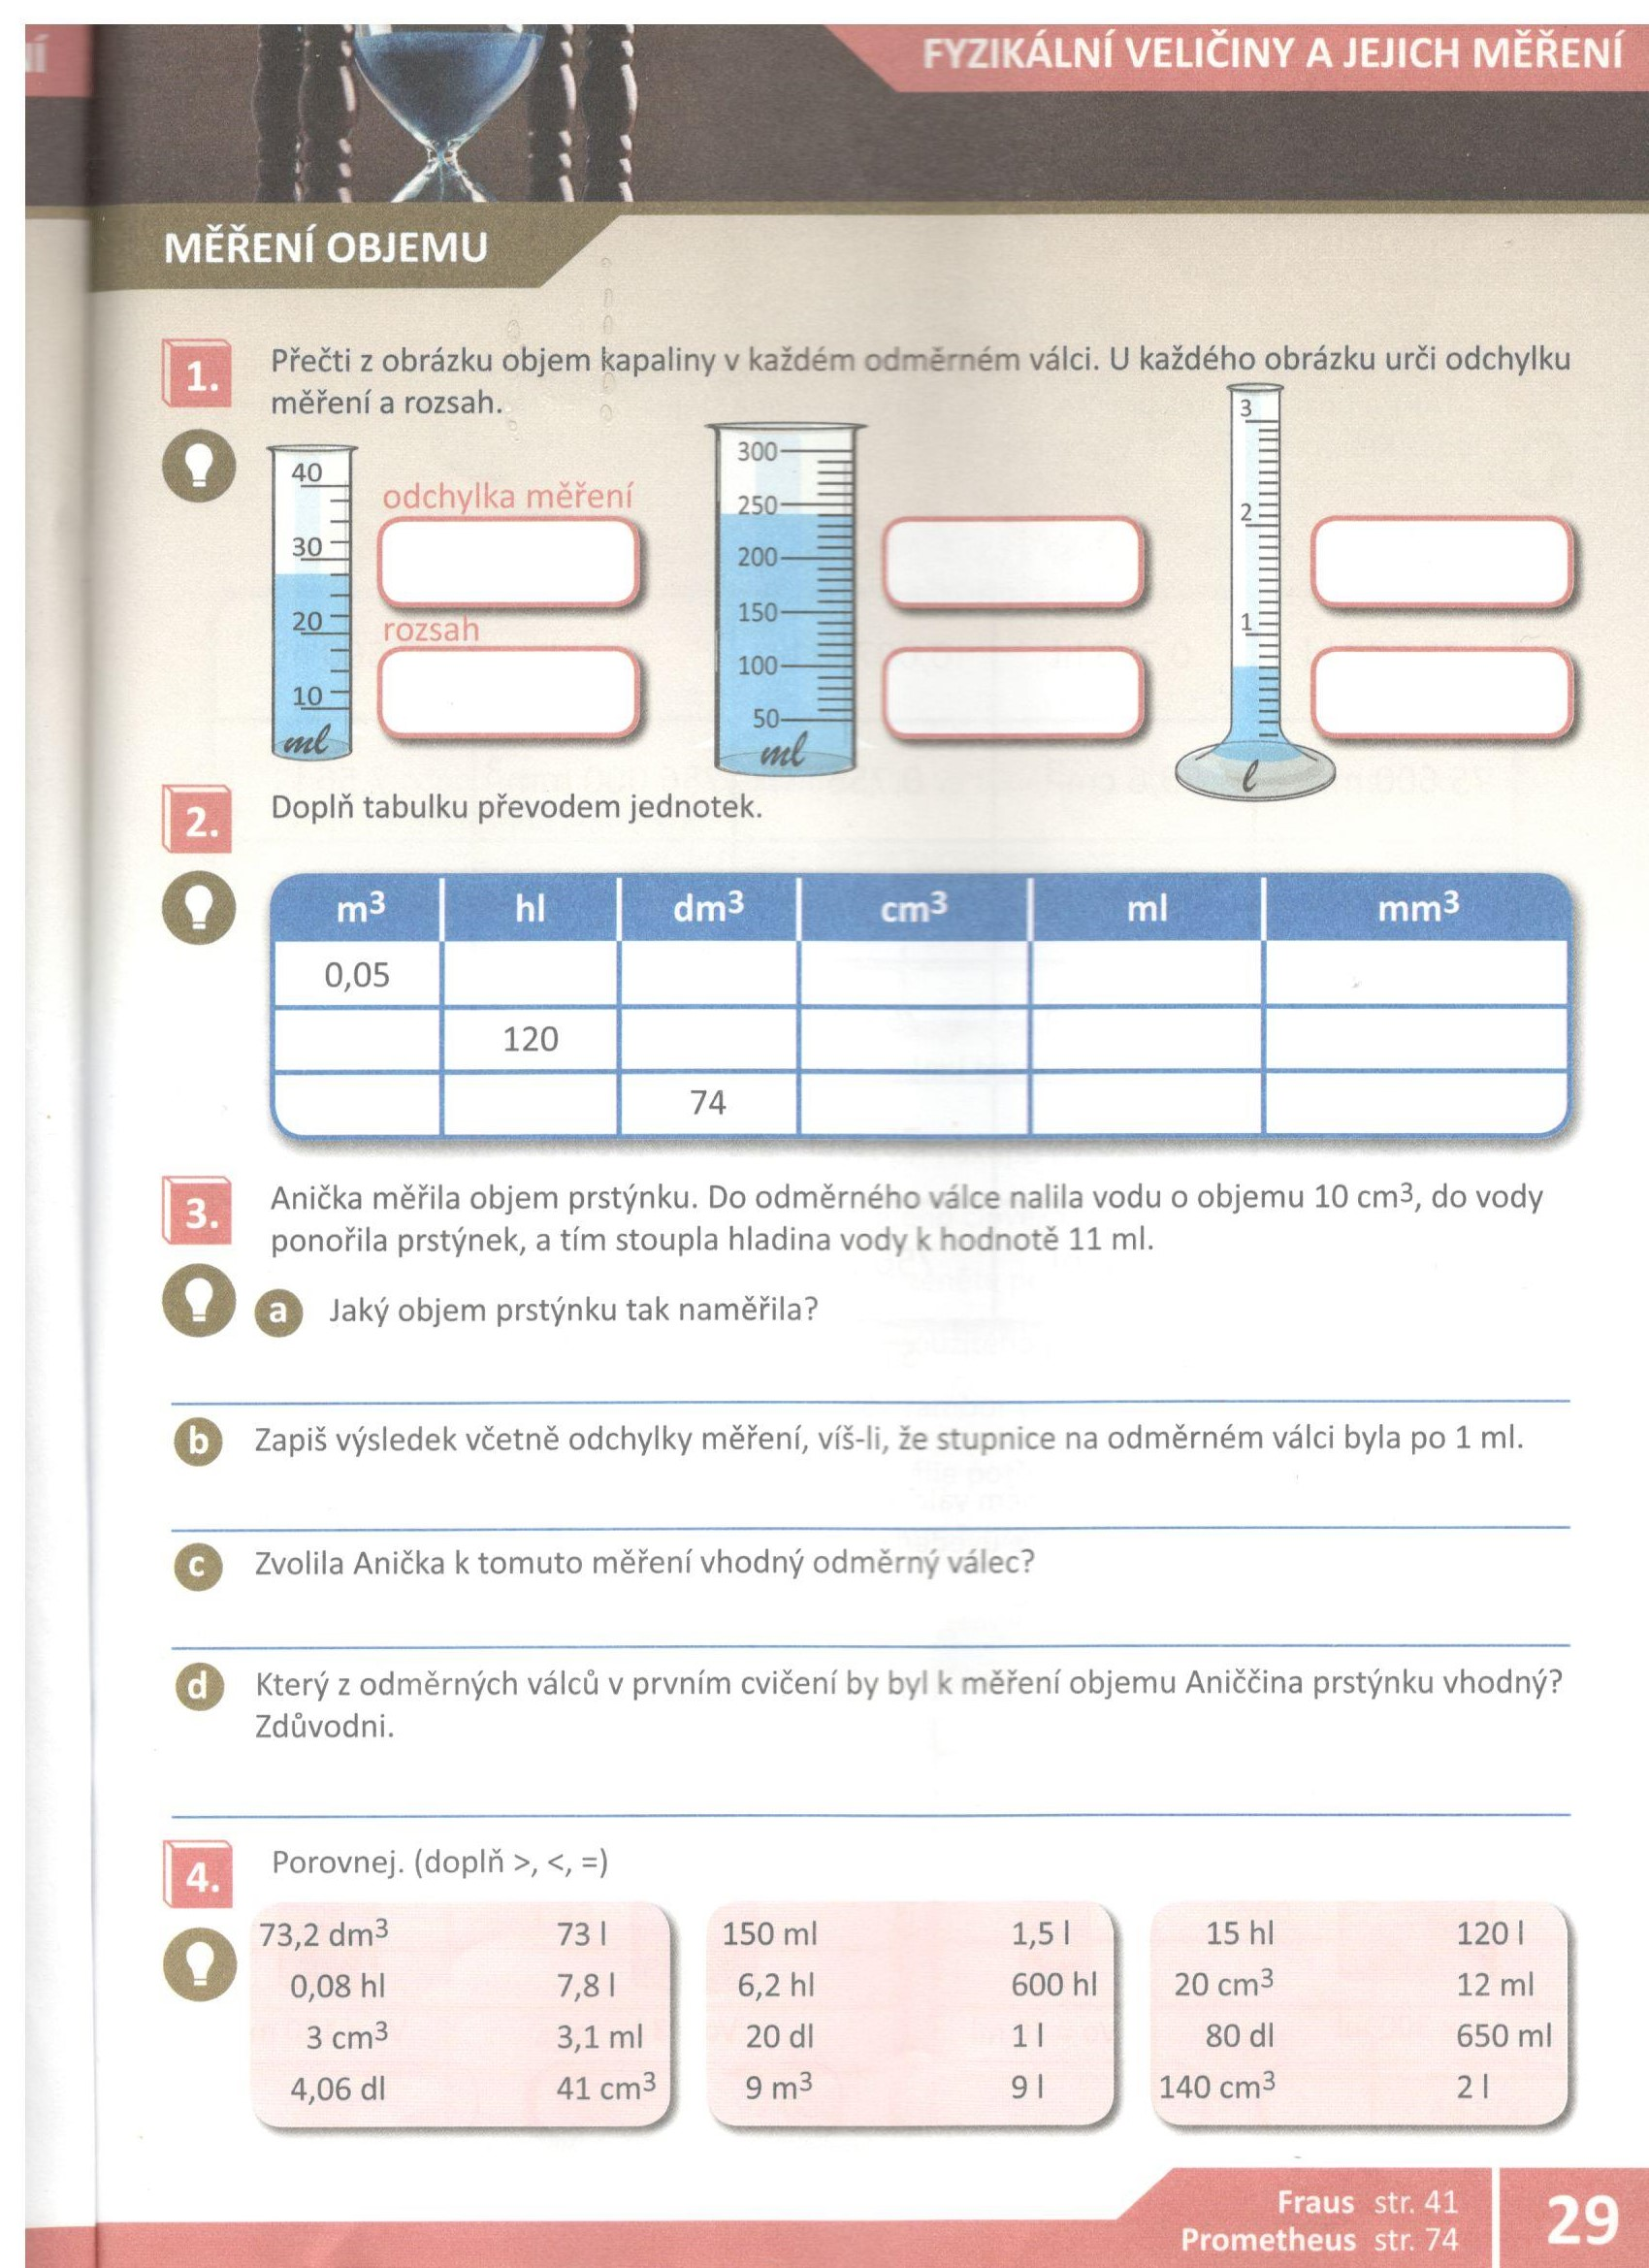 FYZIKÁLNÍ VELIČINY A JEJICH MĚŘENÍ
MĚŘENÍ OBJEMU
1.
Přečti z obrázku objem kapaliny v každém odměrném válci. U každého obrázku urči odchylku
měření a rozsah.
40
30
20
10
ml
odchylka měření
rozsah
300
250
200
150
100
50
ml
3
2
1
l
2.
Doplň tabulku převodem jednotek.
m³ hl dm³ cm³ ml mm³
0,05
120
74
3.
Anička měřila objem prstýnku. Do odměrného válce nalila vodu o objemu 10 cm³, do vody
ponořila prstýnek, a tím stoupla hladina vody k hodnotě 11 ml.
a Jaký objem prstýnku tak naměřila?
b Zapiš výsledek včetně odchylky měření, víš-li, že stupnice na odměrném válci byla po 1 ml.
c Zvolila Anička k tomuto měření vhodný odměrný válec?
d Který z odměrných válců v prvním cvičení by byl k měření objemu Aniččina prstýnku vhodný?
Zdůvodni.
4.
Porovnej. (doplň >, <, =)
73,2 dm³ 73 l
0,08 hl 7,8 l
3 cm³ 3,1 ml
4,06 dl 41 cm³
150 ml 1,5 l
6,2 hl 600 hl
20 dl 1 l
9 m³ 9 l
15 hl 120 l
20 cm³ 12 ml
80 dl 650 ml
140 cm³ 2 l
Fraus str. 41
Prometheus str. 74
29